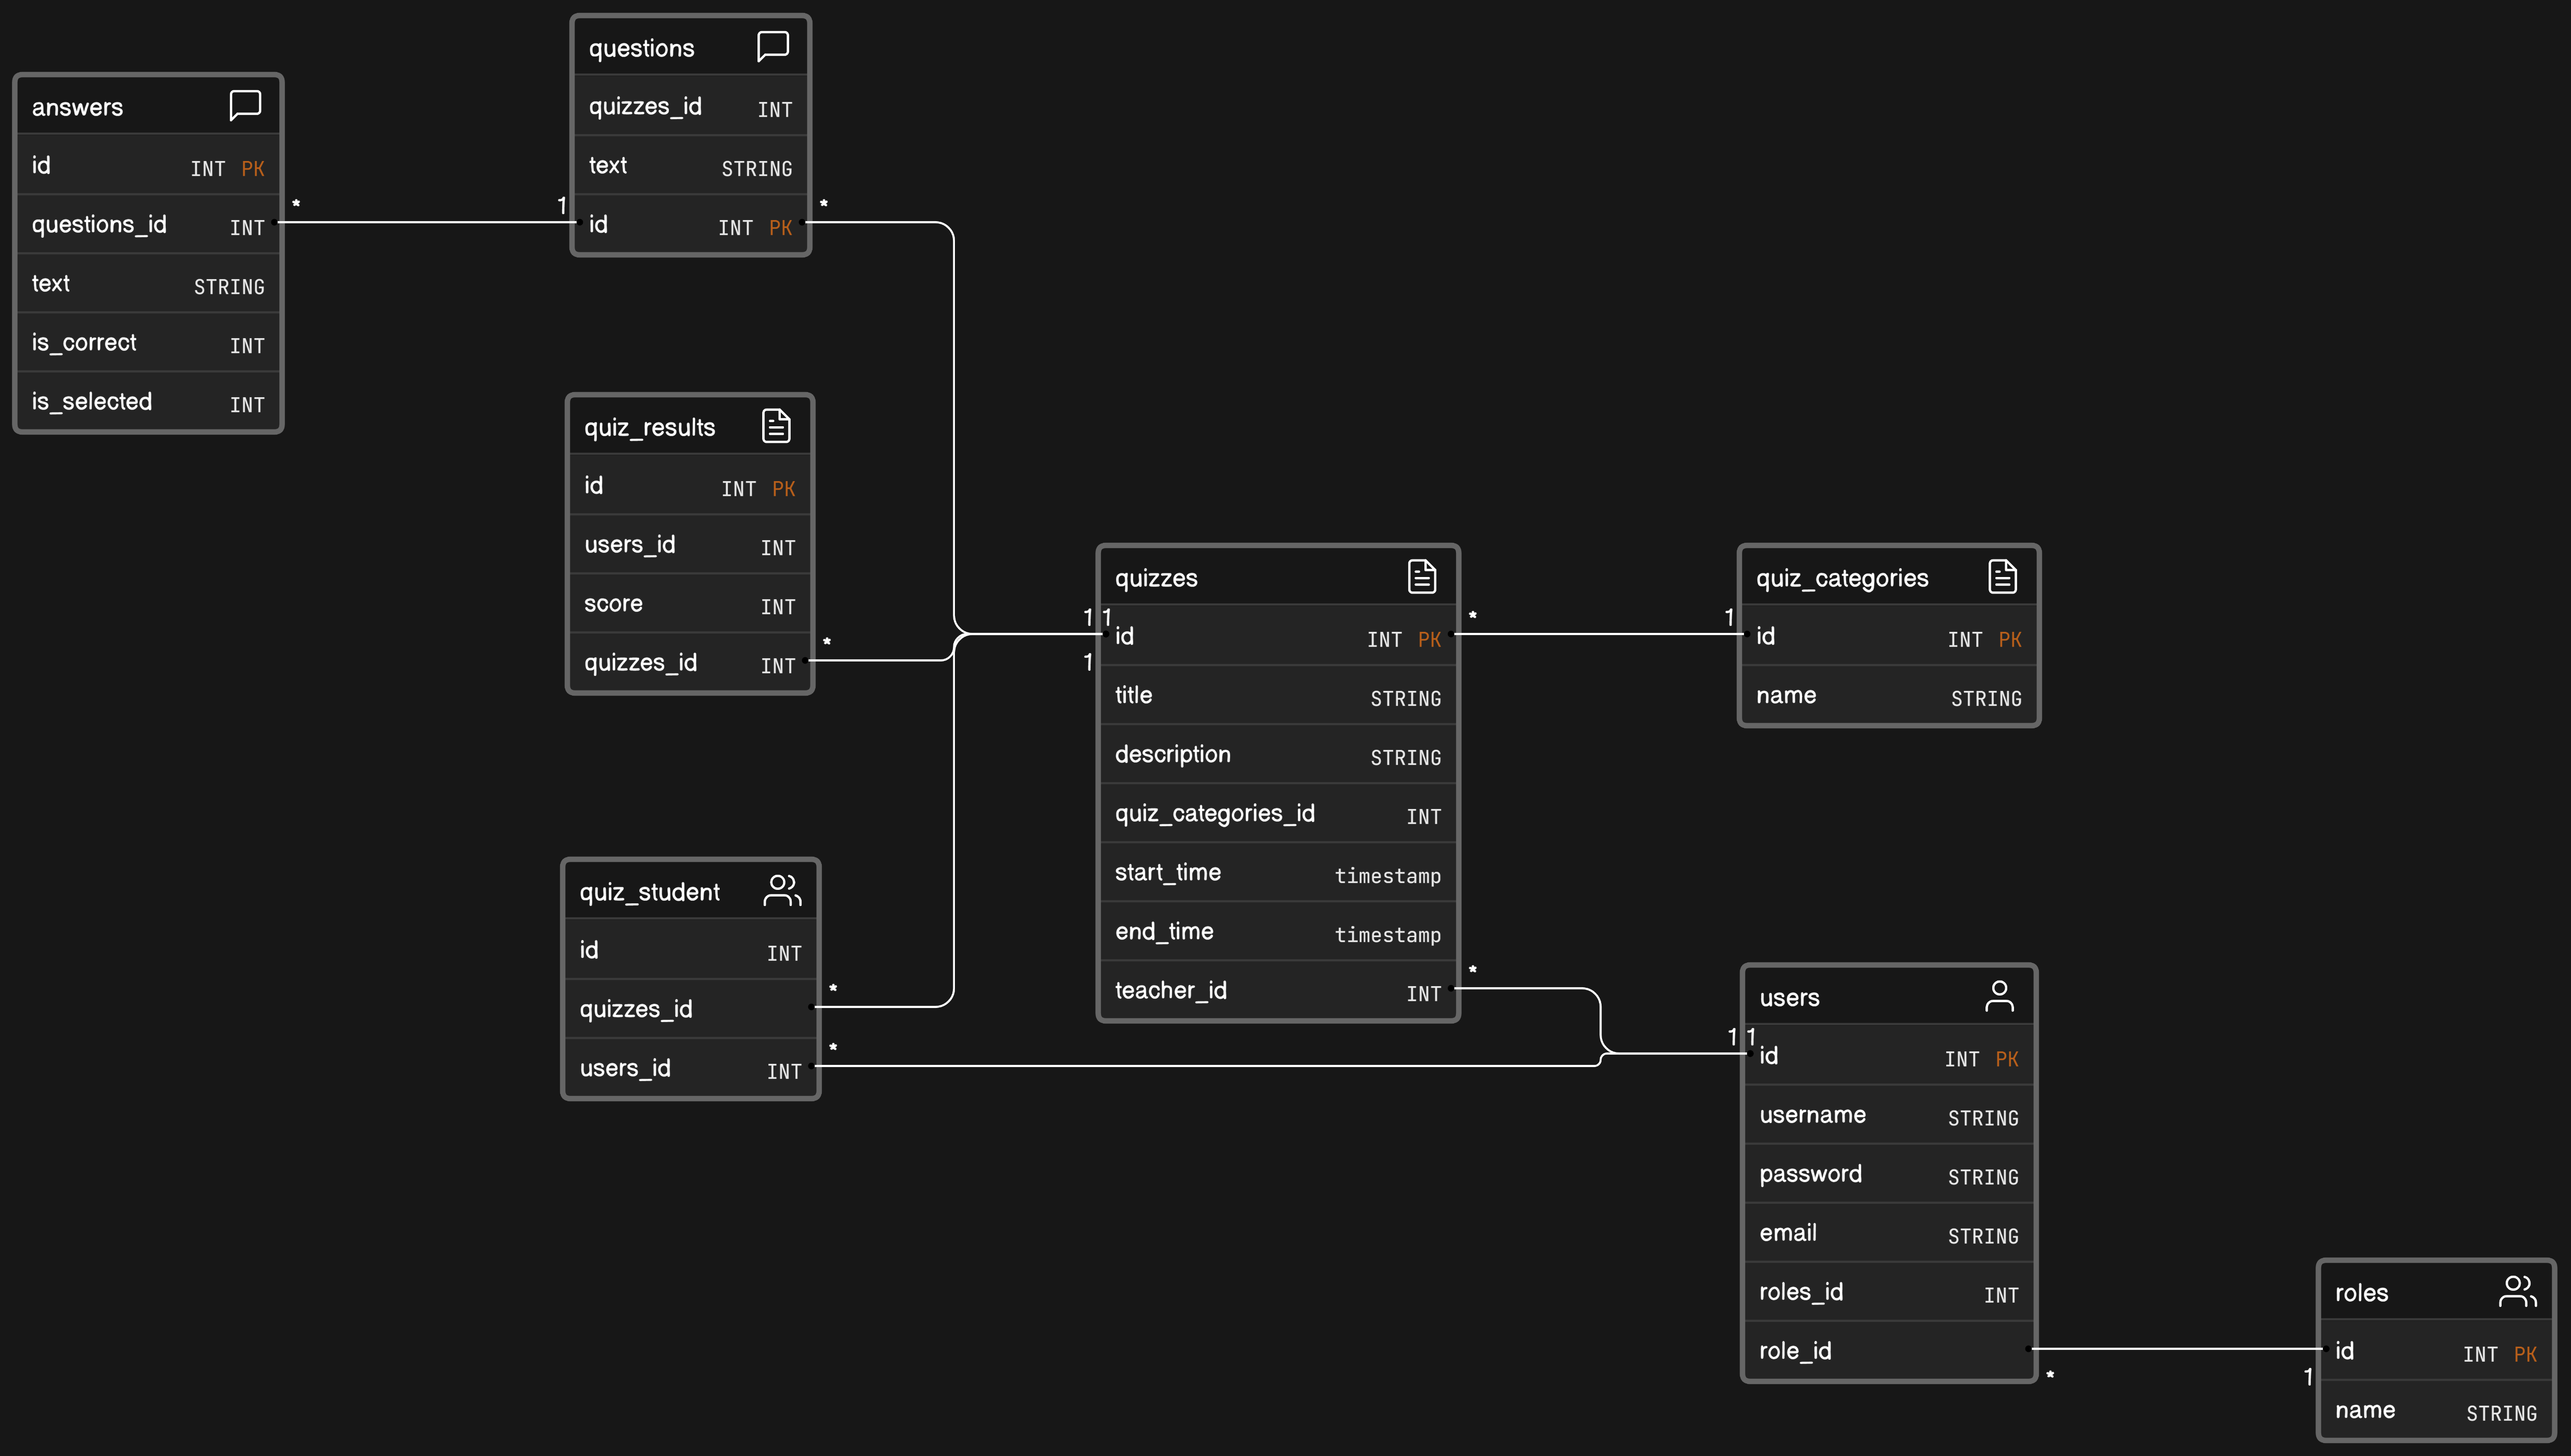 answers
id INT PK
questions_id INT
text STRING
is_correct INT
is_selected INT
*
1
questions
quizzes_id INT
text STRING
id INT PK
*
quiz_results
id INT PK
users_id INT
score INT
quizzes_id INT
*
quiz_student
id INT
quizzes_id
users_id INT
*
*
1 1
1
quizzes
id INT PK
title STRING
description STRING
quiz_categories_id INT
start_time timestamp
end_time timestamp
teacher_id INT
*
*
1
quiz_categories
id INT PK
name STRING
1 1
users
id INT PK
username STRING
password STRING
email STRING
roles_id INT
role_id
*
1
roles
id INT PK
name STRING